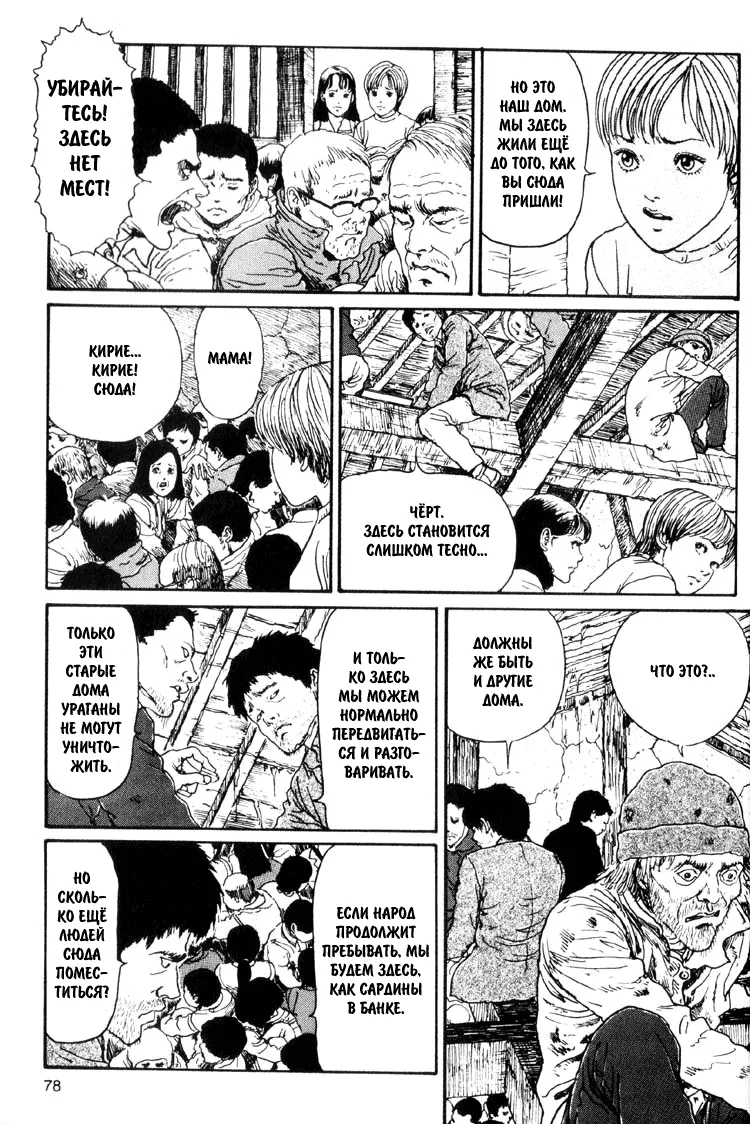 УБИРАЙ-
ТЕСЬ!
ЗДЕСЬ
НЕТ
МЕСТ!
НО ЭТО
НАШ ДОМ.
МЫ ЗДЕСЬ
ЖИЛИ ЕЩЁ
ДО ТОГО, КАК
ВЫ СЮДА
ПРИШЛИ!
КИРИЕ...
КИРИЕ!
СЮДА!
МАМА!
ЧЁРТ.
ЗДЕСЬ СТАНОВИТСЯ
СЛИШКОМ ТЕСНО...
ТОЛЬКО
ЭТИ
СТАРЫЕ
ДОМА
УРАГАНЫ
НЕ МОГУТ
УНИЧТО-
ЖИТЬ.
И ТОЛЬ-
КО ЗДЕСЬ
МЫ МОЖЕМ
НОРМАЛЬНО
ПЕРЕДВИГАТЬ-
СЯ И РАЗГО-
ВАРИВАТЬ.
НО
СКОЛЬ-
КО ЕЩЁ
ЛЮДЕЙ
СЮДА
ПОМЕС-
ТИТЬСЯ?
ЕСЛИ НАРОД
ПРОДОЛЖИТ
ПРЕБЫВАТЬ, МЫ
БУДЕМ ЗДЕСЬ,
КАК САРДИНЫ
В БАНКЕ.
ДОЛЖНЫ
ЖЕ БЫТЬ
И ДРУГИЕ
ДОМА.
ЧТО ЭТО?..
78